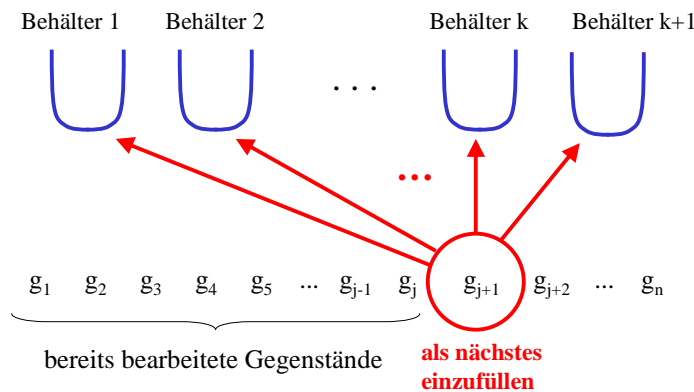 Behälter 1 Behälter 2 Behälter k Behälter k+1
. . .
...
g1 g2 g3 g4 g5 ... gj-1 gj gj+1 gj+2 ... gn
bereits bearbeitete Gegenstände
als nächstes
einzufüllen